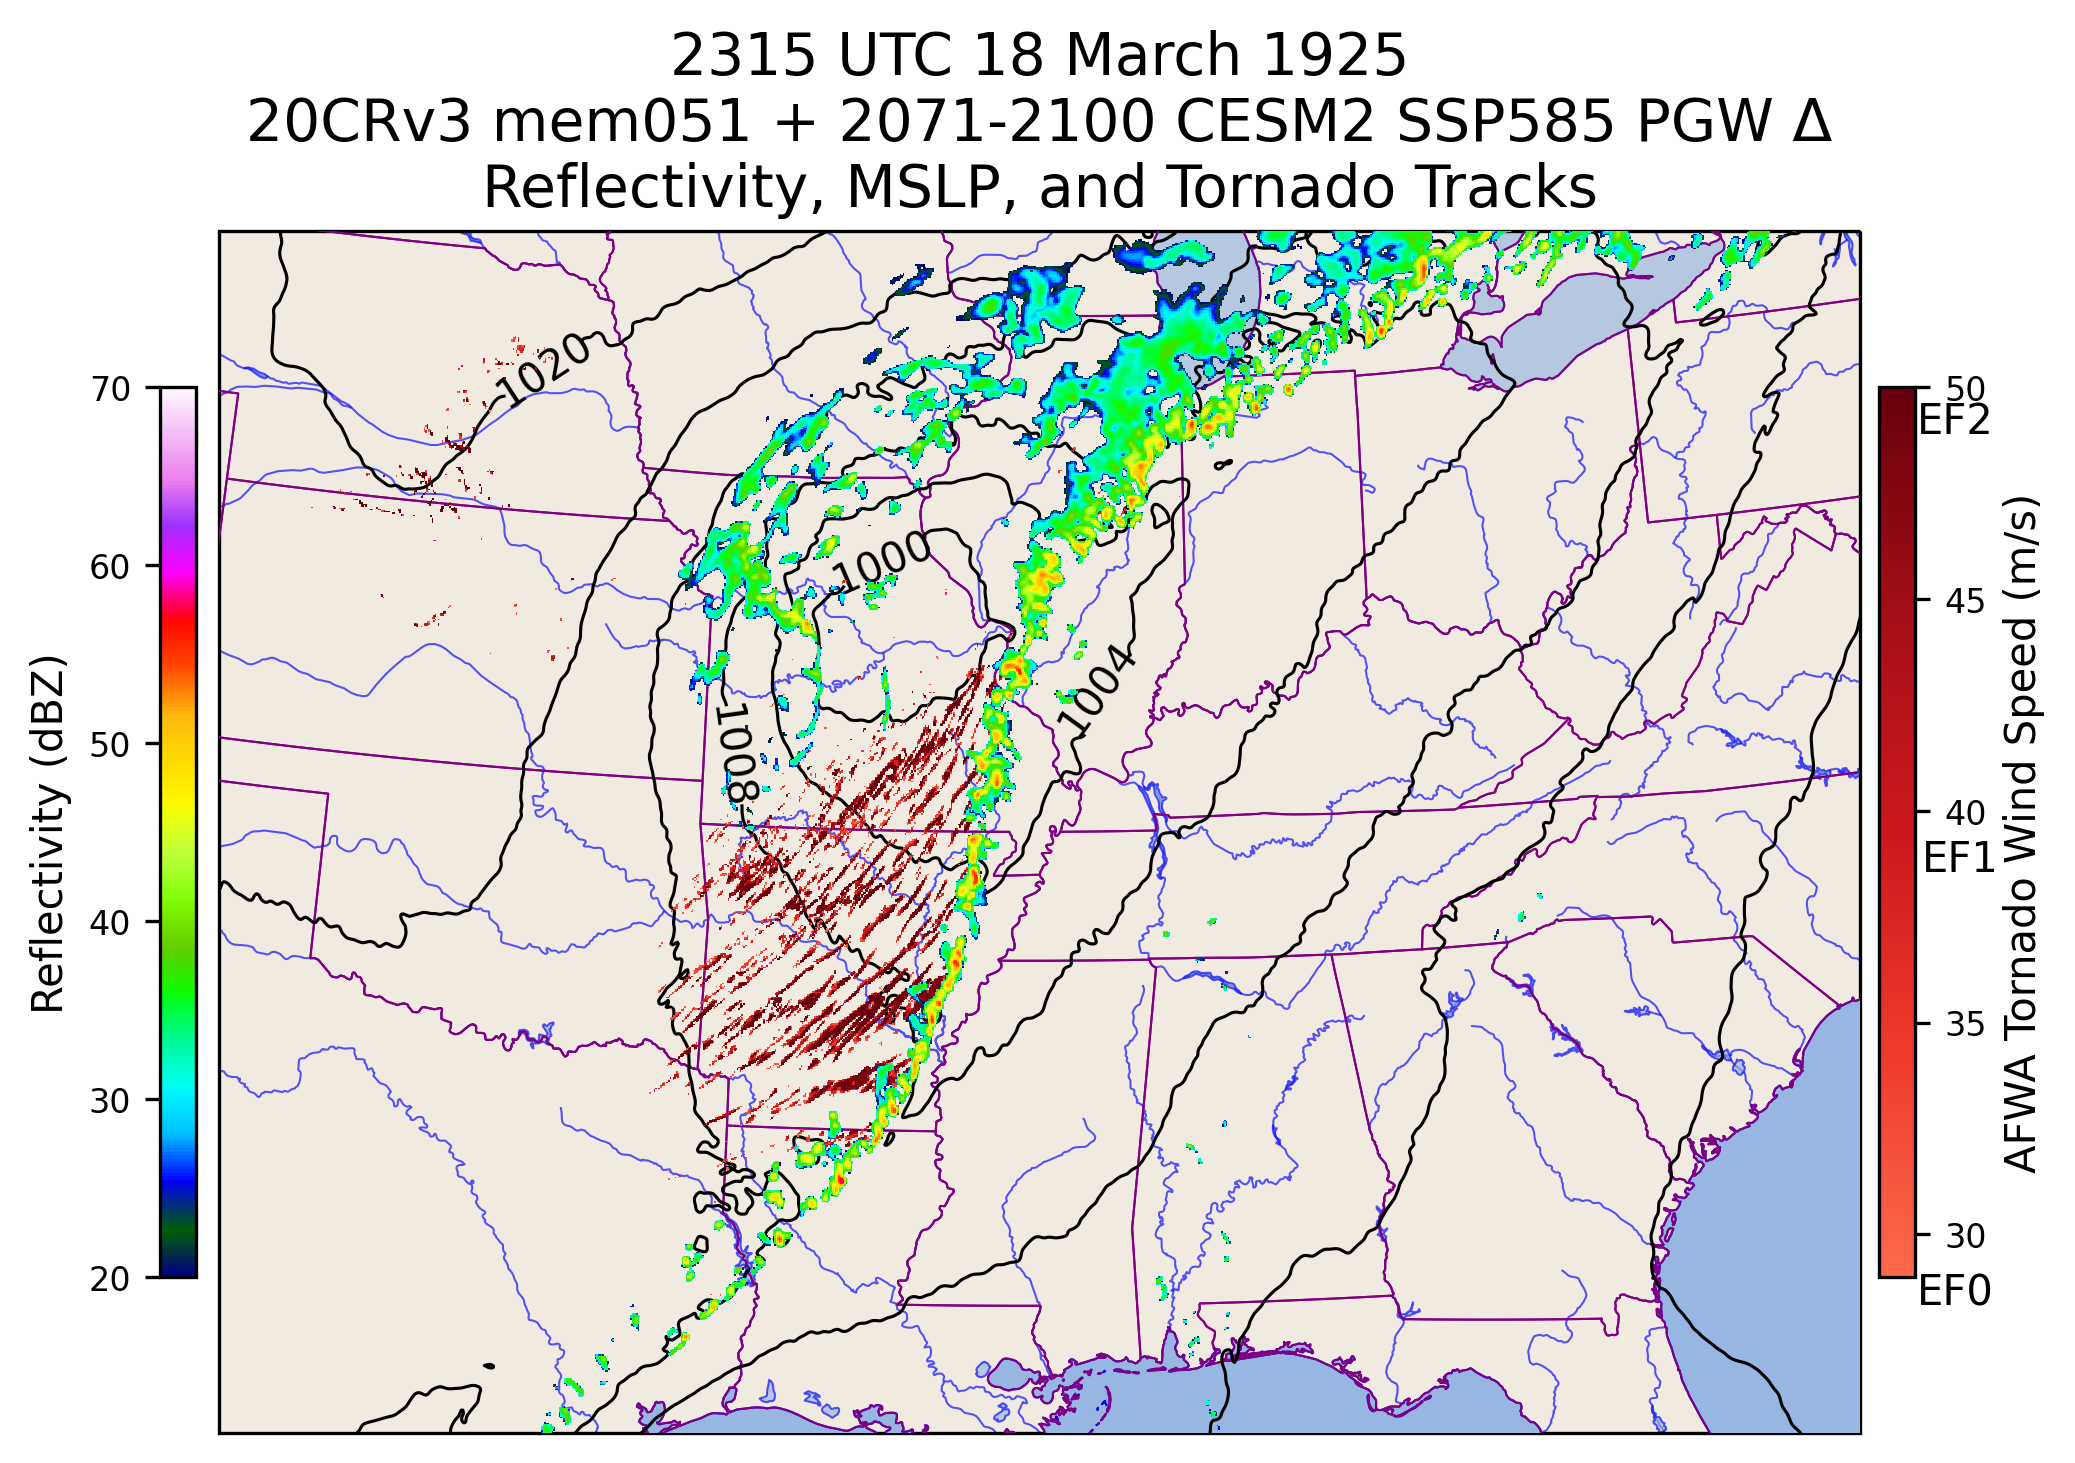 2315 UTC 18 March 1925
20CRv3 mem051 + 2071-2100 CESM2 SSP585 PGW Δ
Reflectivity, MSLP, and Tornado Tracks
70
60
50
40
30
20
Reflectivity (dBZ)
1020
1000
1004
1008
50
EF2
45
40
EF1
35
30
EF0
AFWA Tornado Wind Speed (m/s)